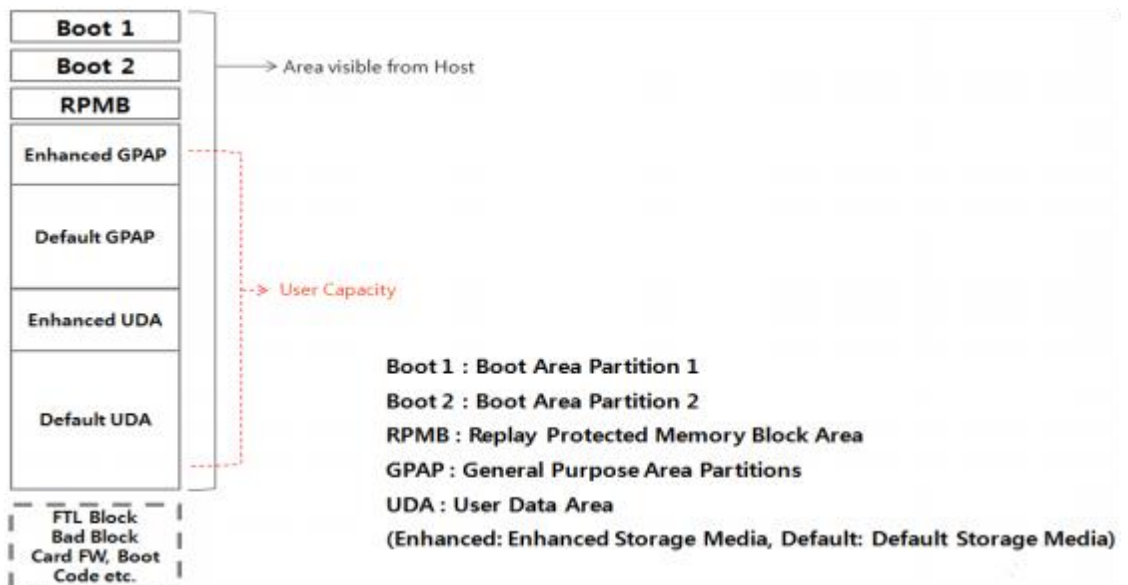 Boot 1
Boot 2
RPMB
Enhanced GPAP
Default GPAP
Enhanced UDA
Default UDA
FTL Block
Bad Block
Card FW, Boot
Code etc.
Area visible from Host
User Capacity
Boot 1 : Boot Area Partition 1
Boot 2 : Boot Area Partition 2
RPMB : Replay Protected Memory Block Area
GPAP : General Purpose Area Partitions
UDA : User Data Area
(Enhanced: Enhanced Storage Media, Default: Default Storage Media)